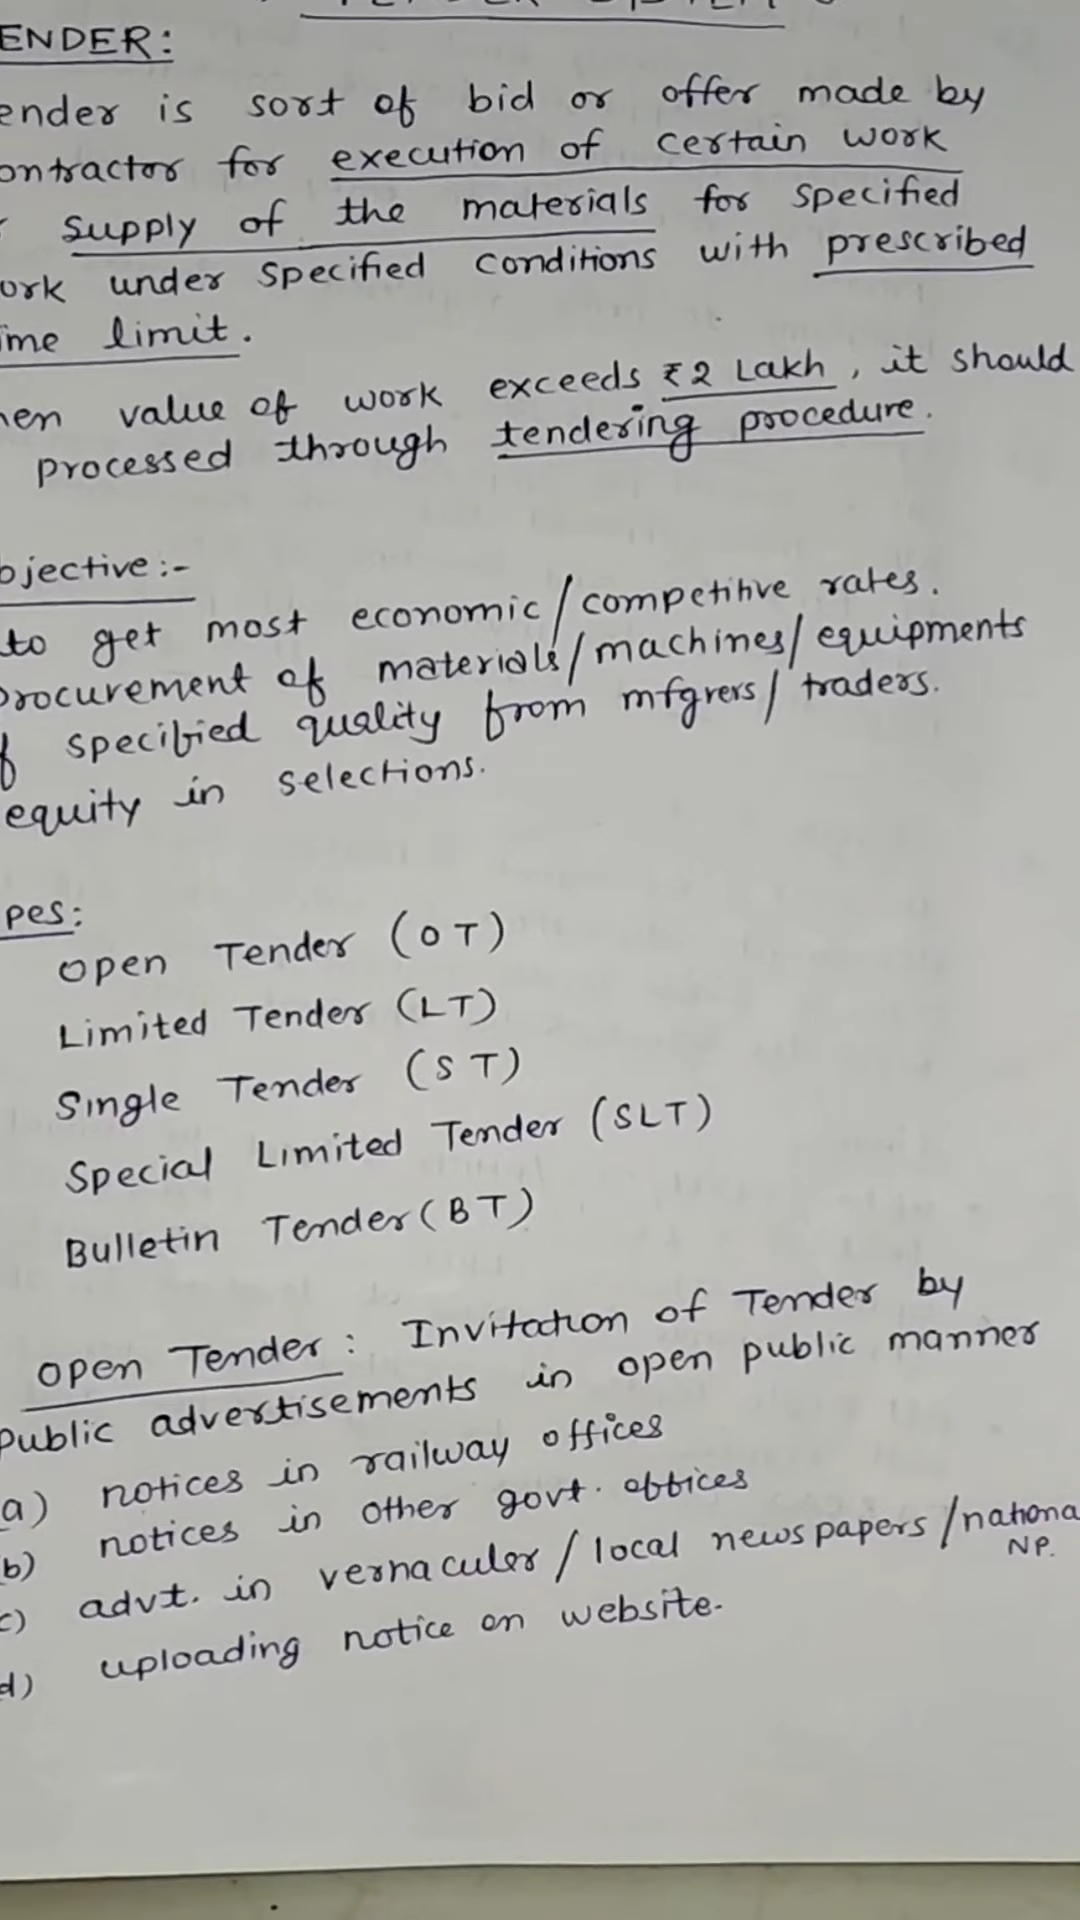 ENDER:
ender is sort of bid or offer made by
ontractor for execution of certain work
supply of the materials for specified
ork under specified conditions with prescribed
ime limit.
hen value of work exceeds ₹2 Lakh, it should
processed through tendering procedure.
bjective:-
to get most economic/competitive rates.
procurement of materials/machines/equipments
of specified quality from mfgrers/traders.
equity in selections.
pes:
Open Tender (OT)
Limited Tender (LT)
Single Tender (ST)
Special Limited Tender (SLT)
Bulletin Tender (BT)
Open Tender: Invitation of Tender by
public advertisements in open public manner
a) notices in railway offices
b) notices in other govt. offices
c) advt. in vernaculer/local newspapers/nationa
NP.
d) uploading notice on website.